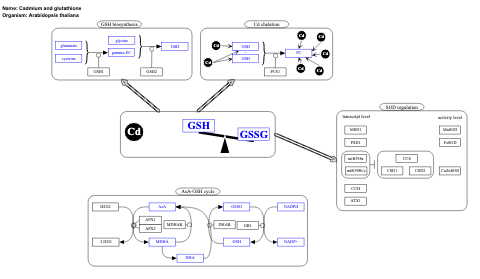 Name: Cadmium and glutathione
Organism: Arabidopsis thaliana
GSH biosynthesis
glutamate
cysteine
glycine
gamma-EC
GSH
GSH1
GSH2
Cd chelation
Cd
Cd
Cd
Cd
Cd
Cd
Cd
GSH
GSH
PC
PCS1
Cd
GSH
GSSG
SOD regulation
transcript level
activity level
MSD1
MnSOD
FSD1
FeSOD
miR398a
miR398b/c
CCS
CSD1
CSD2
CuZnSOD
CCH
ATX1
AsA-GSH cycle
H2O2
2 H2O
AsA
APX1
APX2
MDHAR
MDHA
DHA
GSSG
DHAR
GR1
GSH
NADPH
NADP+